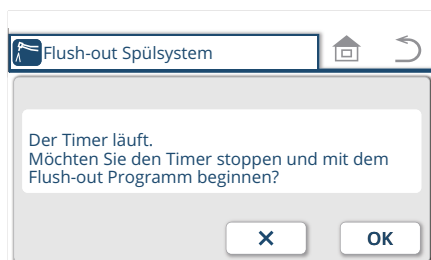 Flush-out Spülsystem
Der Timer läuft.
Möchten Sie den Timer stoppen und mit dem
Flush-out Programm beginnen?
X OK